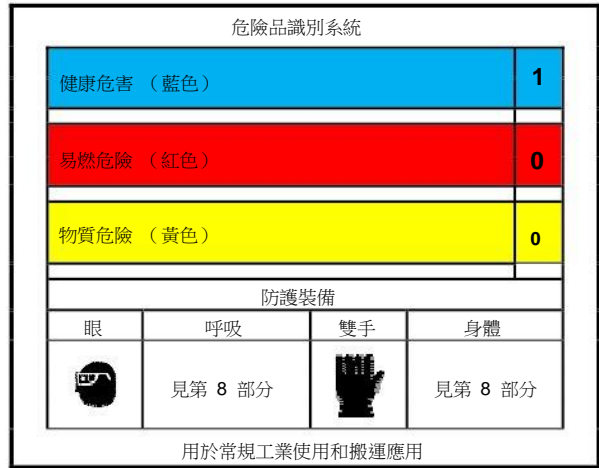 危險品識別系統
健康危害 （藍色） 1
易燃危險 （紅色） 0
物質危險 （黃色） 0
防護裝備
眼 呼吸 雙手 身體
見第 8 部分 見第 8 部分
用於常規工業使用和搬運應用